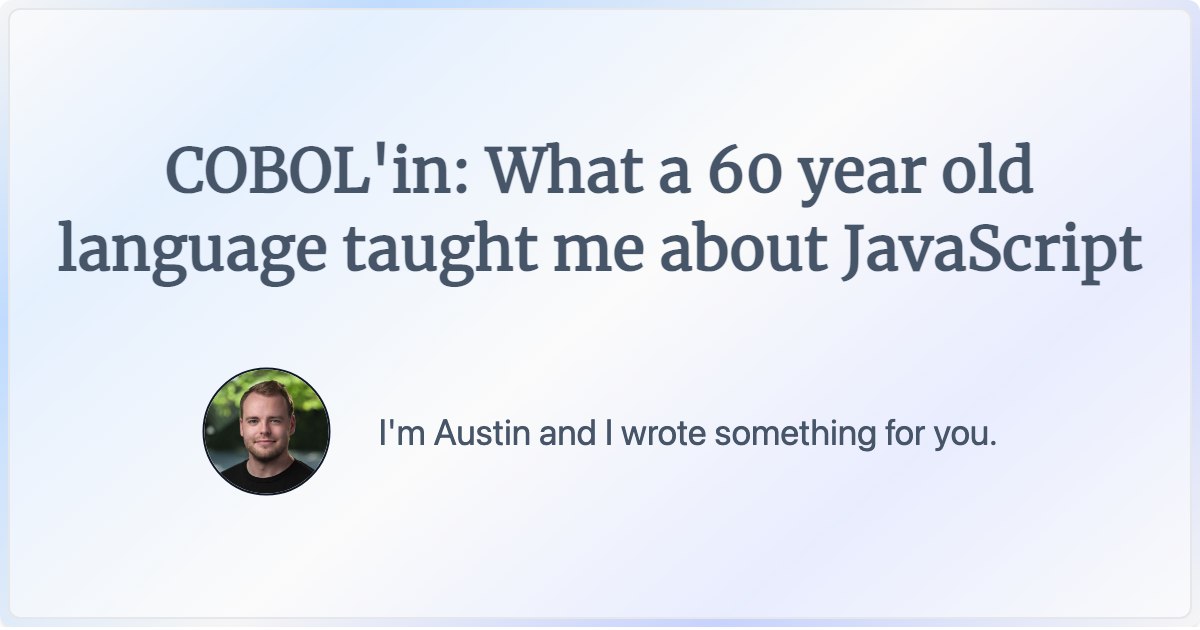 COBOL'in: What a 60 year old
language taught me about JavaScript
I'm Austin and I wrote something for you.